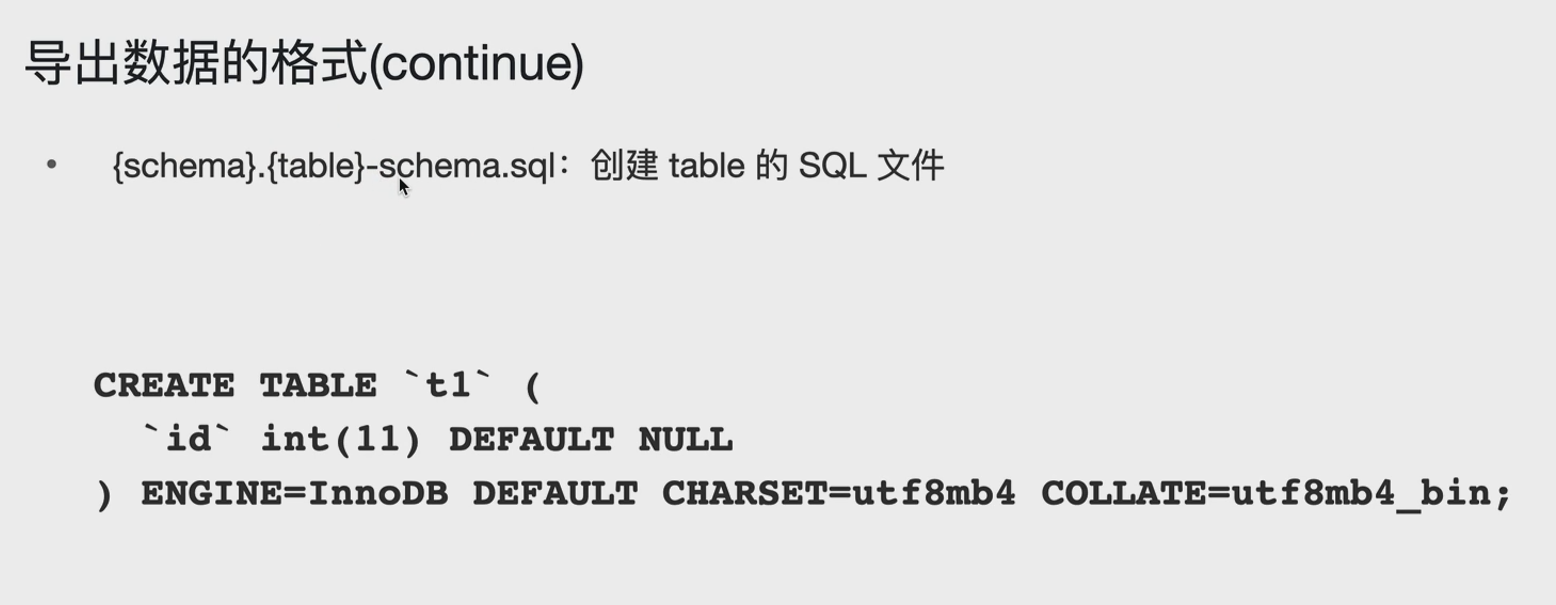 导出数据的格式(continue)
• {schema}.{table}-schema.sql：创建 table 的 SQL 文件
CREATE TABLE `t1` (
  `id` int(11) DEFAULT NULL
) ENGINE=InnoDB DEFAULT CHARSET=utf8mb4 COLLATE=utf8mb4_bin;